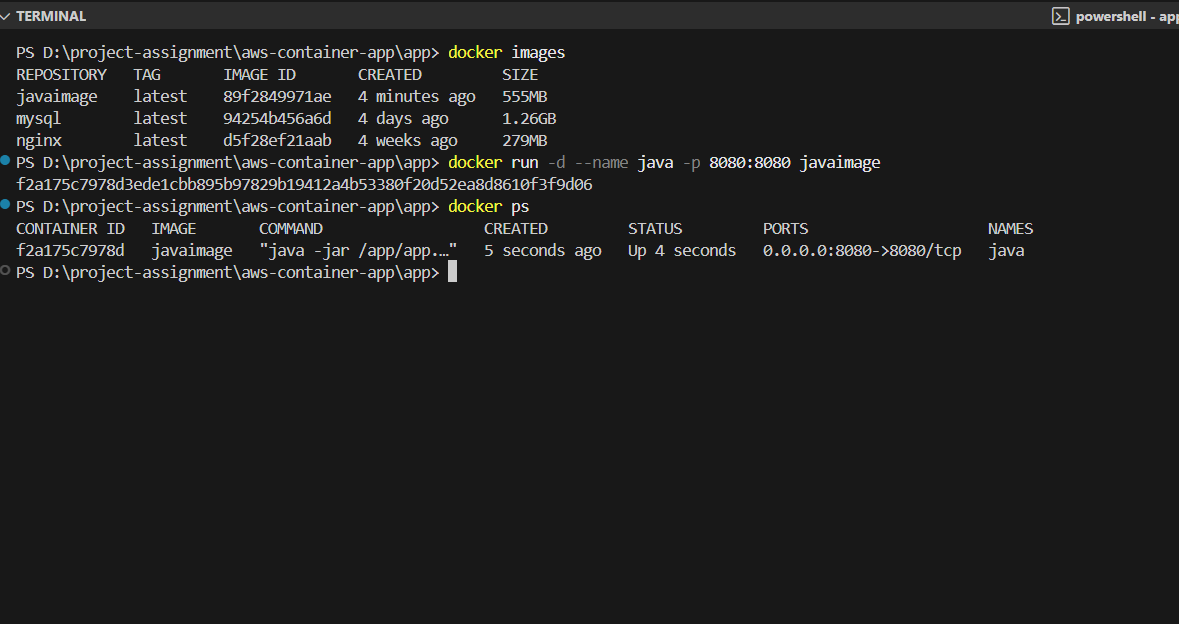 TERMINAL
powershell - app
PS D:\project-assignment\aws-container-app\app> docker images
REPOSITORY TAG IMAGE ID CREATED SIZE
javaimage latest 89f2849971ae 4 minutes ago 555MB
mysql latest 94254b456a6d 4 days ago 1.26GB
nginx latest d5f28ef21aab 4 weeks ago 279MB
PS D:\project-assignment\aws-container-app\app> docker run -d --name java -p 8080:8080 javaimage
f2a175c7978d3ede1cbb895b97829b19412a4b53380f20d52ea8d8610f3f9d06
PS D:\project-assignment\aws-container-app\app> docker ps
CONTAINER ID IMAGE COMMAND CREATED STATUS PORTS NAMES
f2a175c7978d javaimage "java -jar /app/app.…" 5 seconds ago Up 4 seconds 0.0.0.0:8080->8080/tcp java
PS D:\project-assignment\aws-container-app\app>